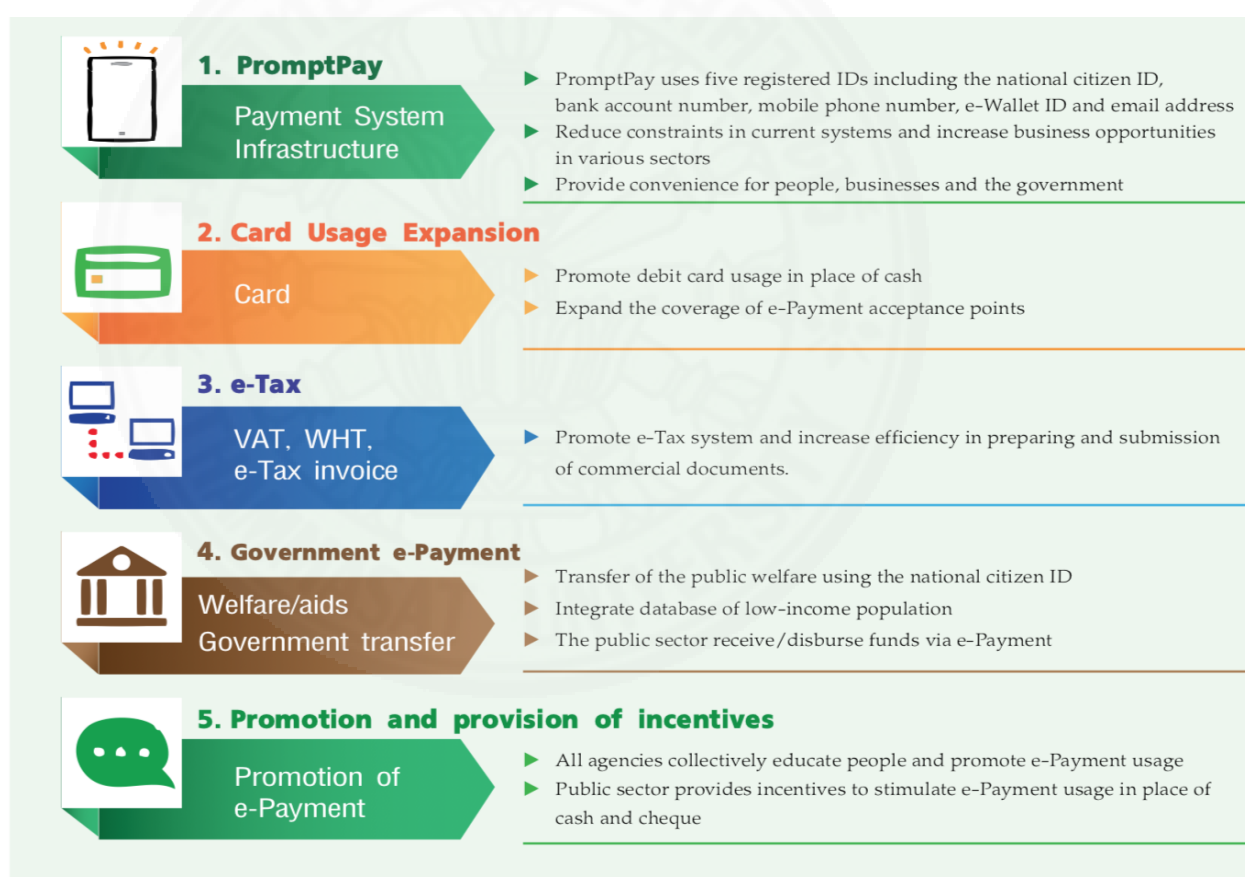 1. PromptPay
Payment System
Infrastructure
► PromptPay uses five registered IDs including the national citizen ID,
bank account number, mobile phone number, e-Wallet ID and email address
► Reduce constraints in current systems and increase business opportunities
in various sectors
► Provide convenience for people, businesses and the government
2. Card Usage Expansion
Card
► Promote debit card usage in place of cash
► Expand the coverage of e-Payment acceptance points
3. e-Tax
VAT, WHT,
e-Tax invoice
► Promote e-Tax system and increase efficiency in preparing and submission
of commercial documents.
4. Government e-Payment
Welfare/aids
Government transfer
► Transfer of the public welfare using the national citizen ID
► Integrate database of low-income population
► The public sector receive/disburse funds via e-Payment
5. Promotion and provision of incentives
Promotion of
e-Payment
► All agencies collectively educate people and promote e-Payment usage
► Public sector provides incentives to stimulate e-Payment usage in place of
cash and cheque